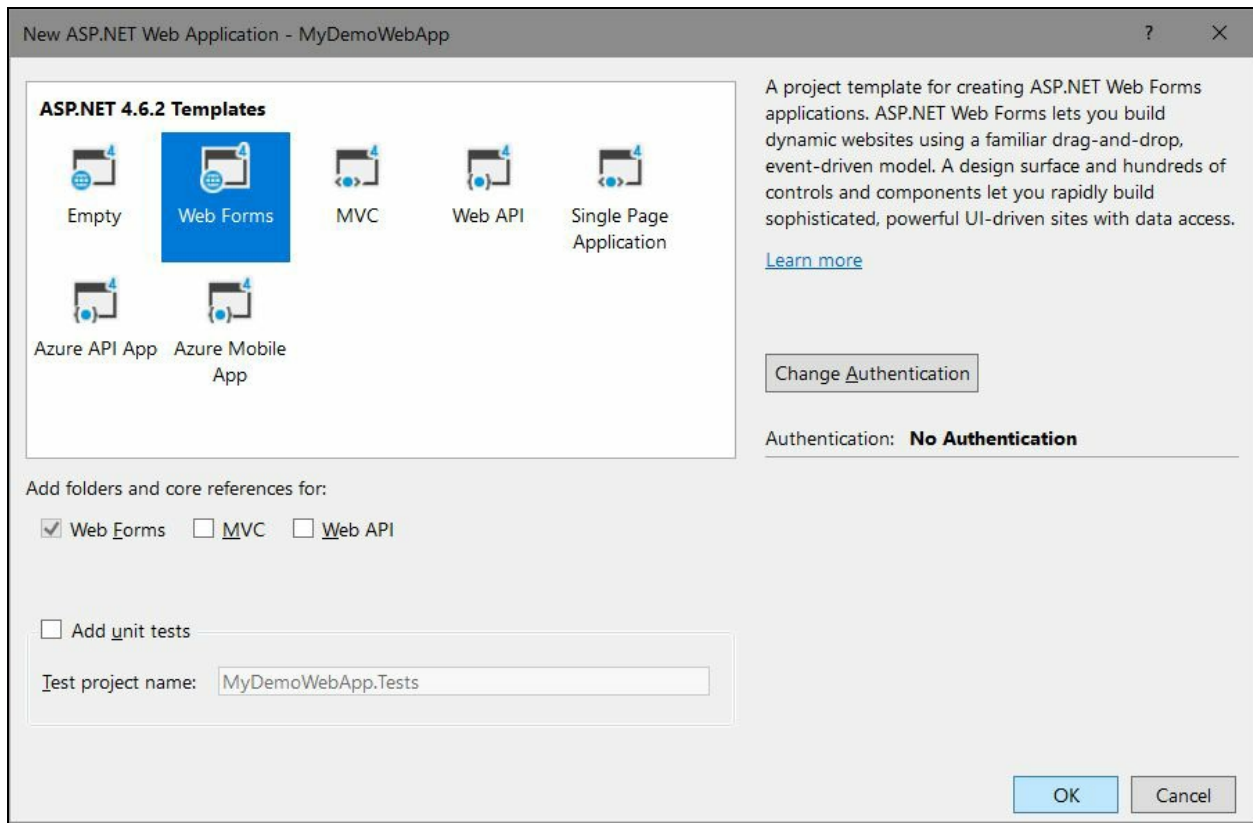 New ASP.NET Web Application - MyDemoWebApp
?
ASP.NET 4.6.2 Templates
4
4
4
4
4
Empty
Web Forms
MVC
Web API
Single Page
Application
4
4
Azure API App
Azure Mobile
App
A project template for creating ASP.NET Web Forms
applications. ASP.NET Web Forms lets you build
dynamic websites using a familiar drag-and-drop,
event-driven model. A design surface and hundreds of
controls and components let you rapidly build
sophisticated, powerful UI-driven sites with data access.
Learn more
Change Authentication
Authentication: No Authentication
Add folders and core references for:
Web Forms
MVC
Web API
Add unit tests
Test project name:
MyDemoWebApp.Tests
OK
Cancel